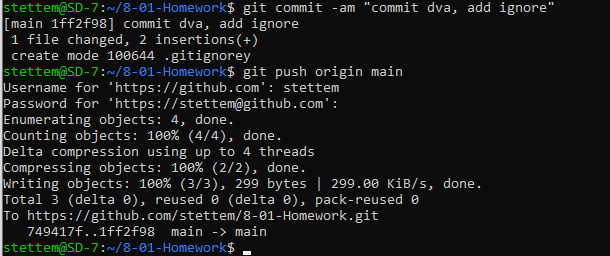 stettem@SD-7:~/8-01-Homework$ git commit -am "commit dva, add ignore"
[main 1ff2f98] commit dva, add ignore
 1 file changed, 2 insertions(+)
 create mode 100644 .gitignorey
stettem@SD-7:~/8-01-Homework$ git push origin main
Username for 'https://github.com': stettem
Password for 'https://stettem@github.com':
Enumerating objects: 4, done.
Counting objects: 100% (4/4), done.
Delta compression using up to 4 threads
Compressing objects: 100% (2/2), done.
Writing objects: 100% (3/3), 299 bytes | 299.00 KiB/s, done.
Total 3 (delta 0), reused 0 (delta 0), pack-reused 0
To https://github.com/stettem/8-01-Homework.git
   749417f..1ff2f98  main -> main
stettem@SD-7:~/8-01-Homework$